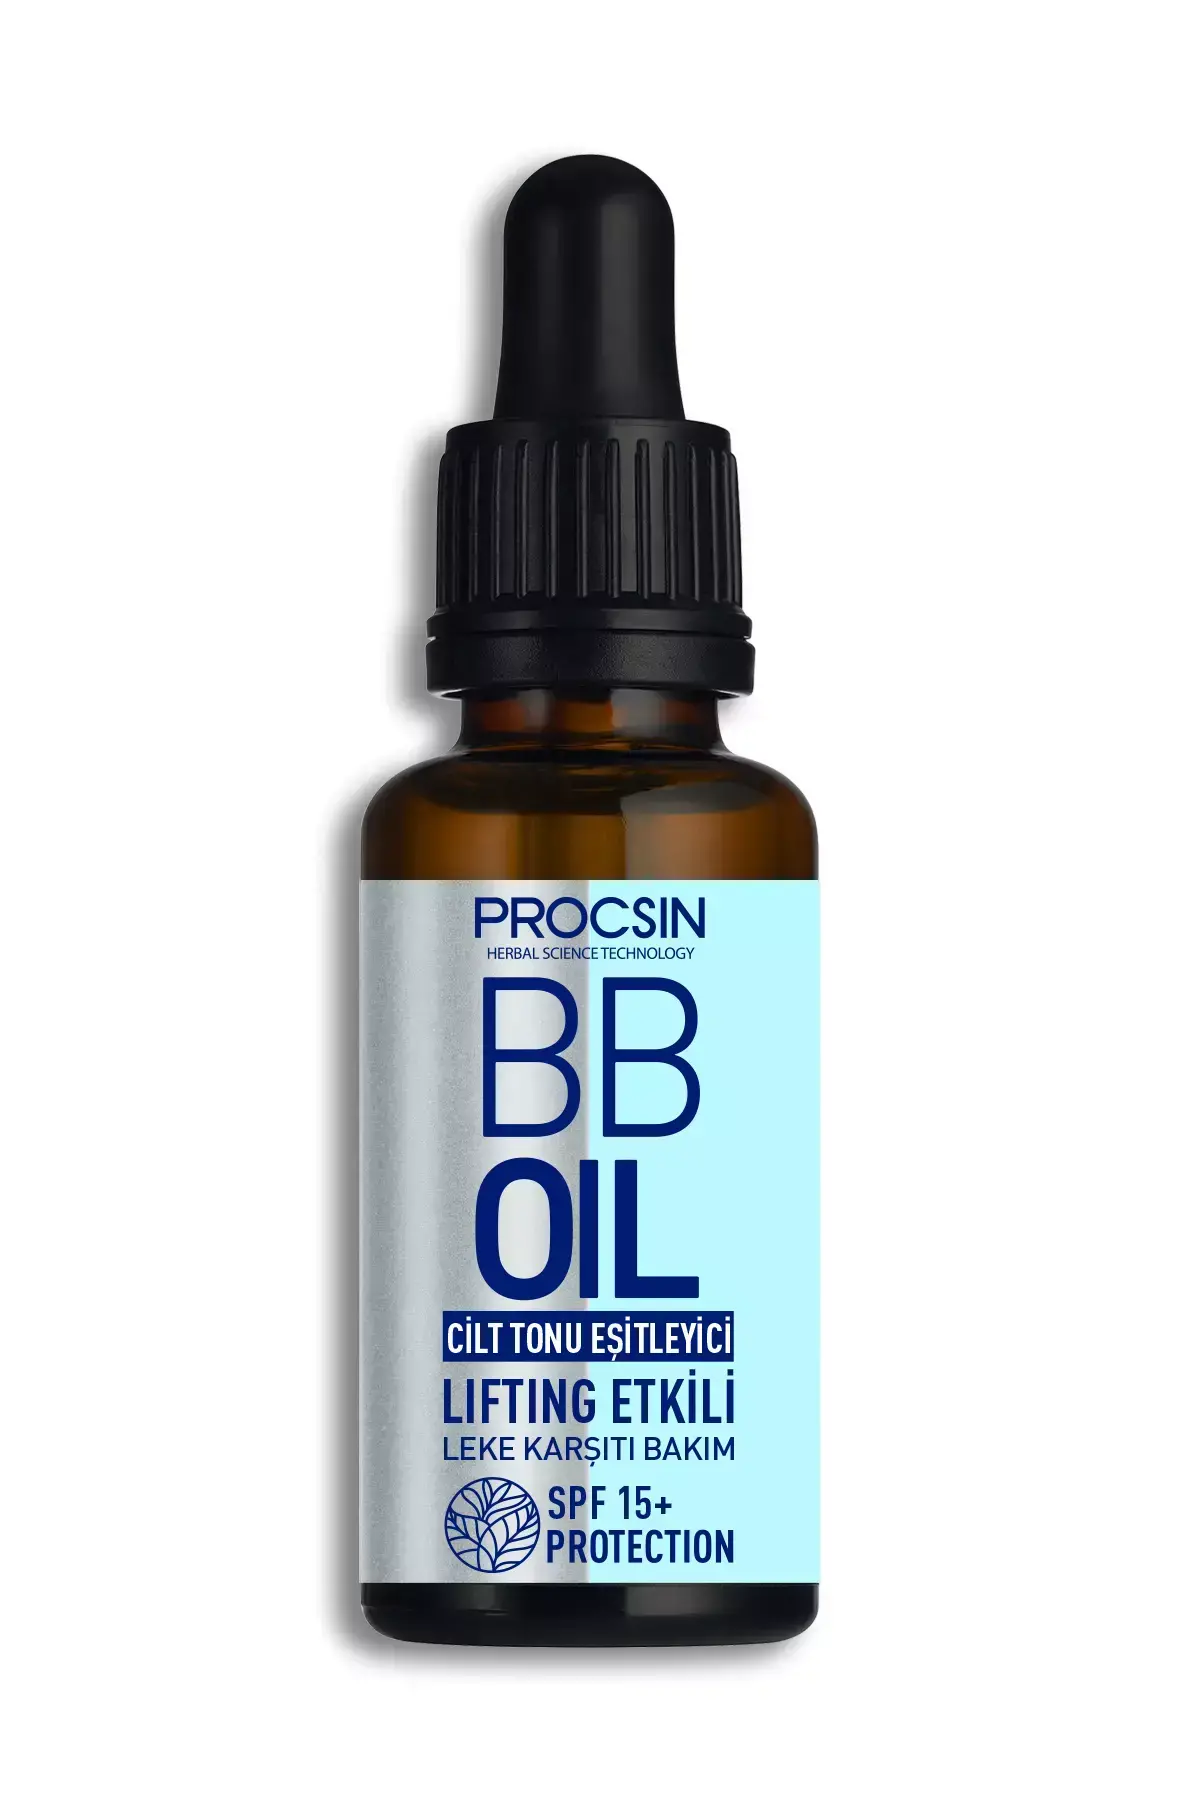 PROCSIN
HERBAL SCIENCE TECHNOLOGY
BB
OIL
CİLT TONU EŞİTLEYİCİ
LIFTING ETKİLİ
LEKE KARŞITI BAKIM
SPF 15+
PROTECTION